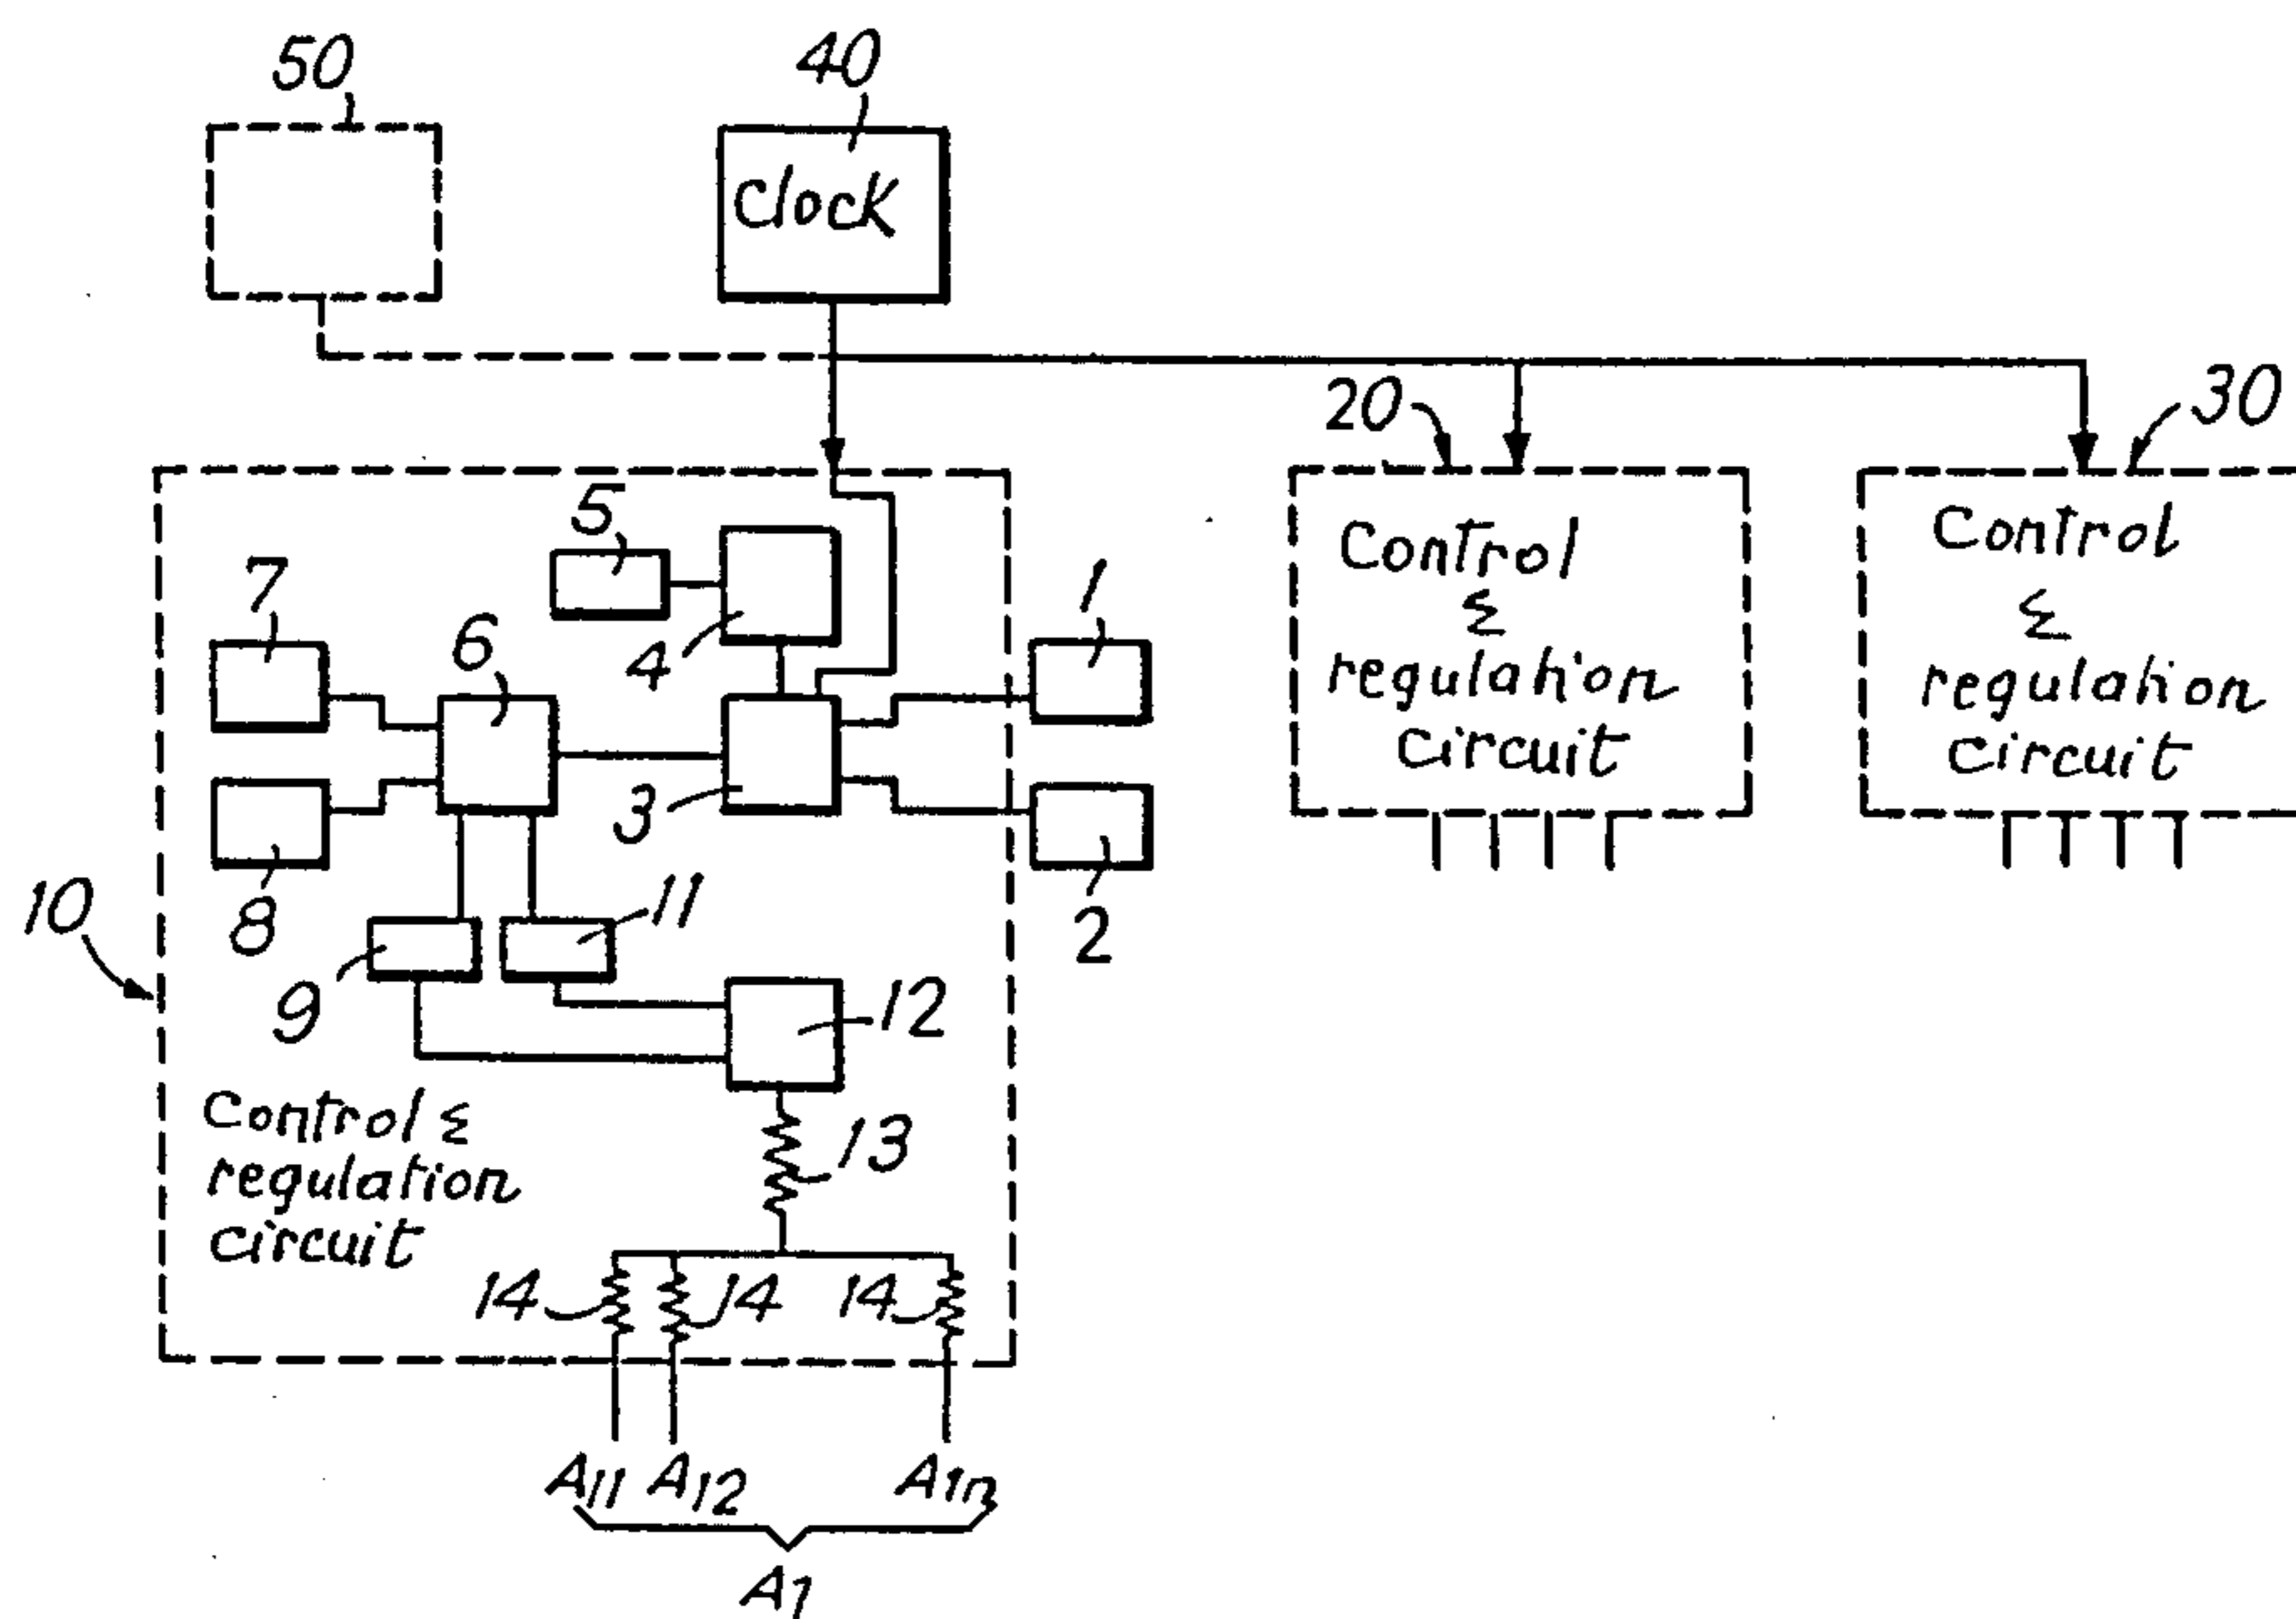 50
40
Clock
20
30
5
7
6
4
1
Control
&
regulation
circuit
Control
&
regulation
circuit
3
8
2
10
11
9
12
Control &
regulation
circuit
13
14
14
14
A11 A12 A1n
A1